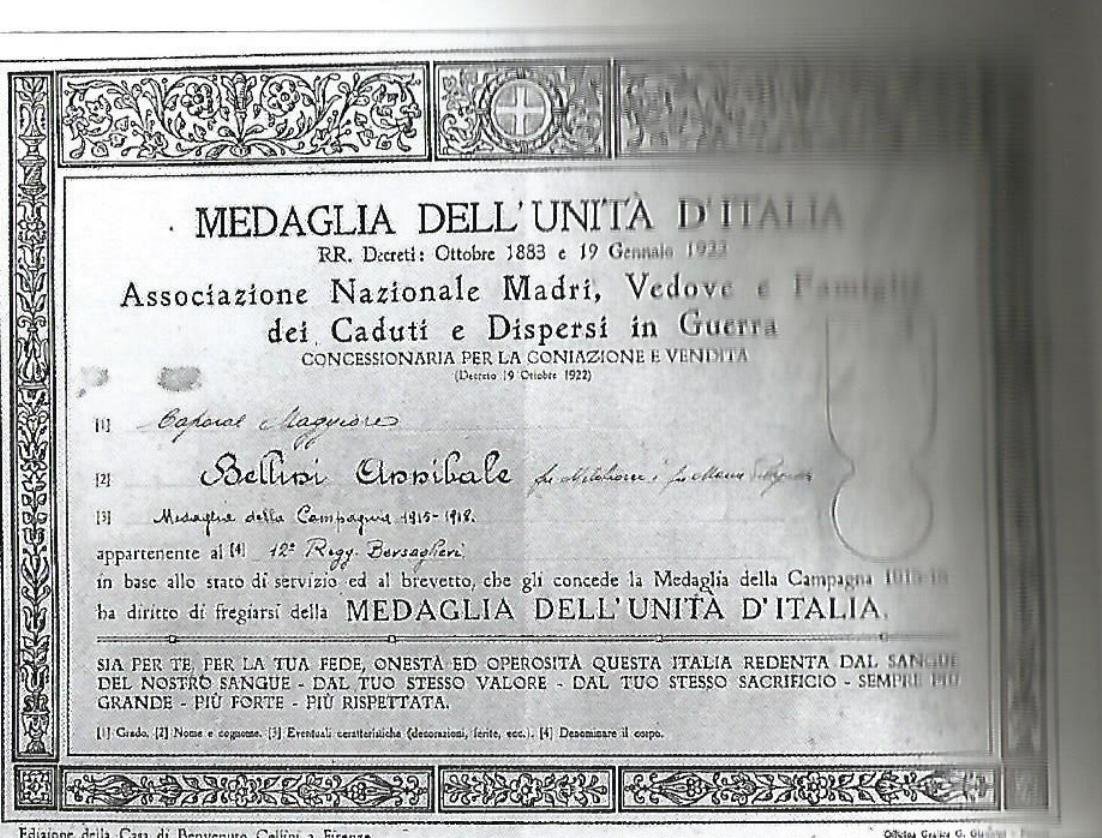 MEDAGLIA DELL'UNITÀ D'ITALIA
RR. Decreti: Ottobre 1883 e 19 Gennaio 1922
Associazione Nazionale Madri, Vedove e Famiglie
dei Caduti e Dispersi in Guerra
CONCESSIONARIA PER LA CONIAZIONE E VENDITA
(Decreto 19 Ottobre 1922)
[1] Caporal Maggiore
[2] Bellini Annibale fu
[3] Medaglia della Campagna 1915-1918.
appartenente al [4] 12º Regg. Bersaglieri
in base allo stato di servizio ed al brevetto, che gli concede la Medaglia della Campagna 1915-18
ha diritto di fregiarsi della MEDAGLIA DELL'UNITÀ D'ITALIA.
SIA PER TE, PER LA TUA FEDE, ONESTÀ ED OPEROSITÀ QUESTA ITALIA REDENTA DAL SANGUE
DEL NOSTRO SANGUE - DAL TUO STESSO VALORE - DAL TUO STESSO SACRIFICIO - SEMPRE PIÙ
GRANDE - PIÙ FORTE - PIÙ RISPETTATA.
[1] Grado. [2] Nome e cognome. [3] Eventuali caratteristiche (decorazioni, ferite, ecc.). [4] Denominare il corpo.
Edizione della Casa di Benvenuto Cellini a Firenze
Officina Grafica G.